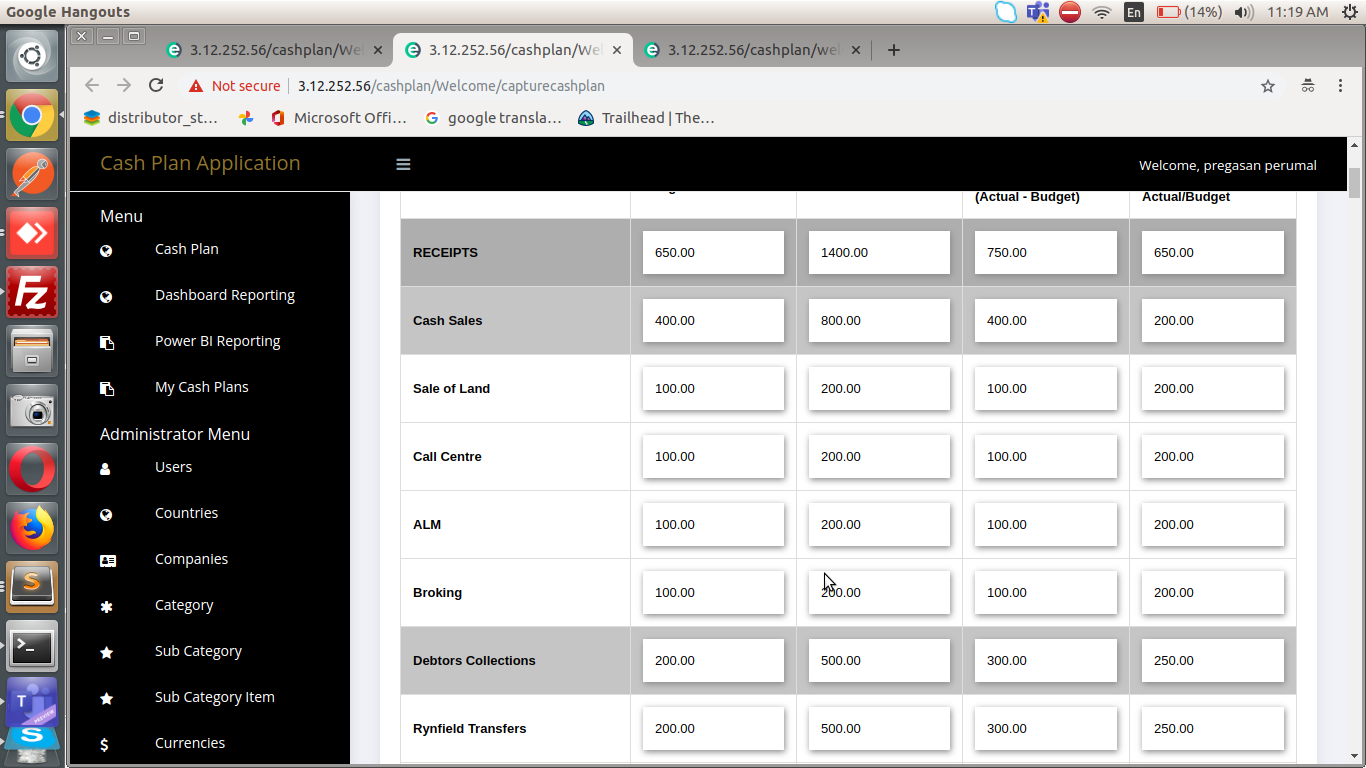 Google Hangouts
En
(14%)
11:19 AM
3.12.252.56/cashplan/Wel
3.12.252.56/cashplan/Wel
3.12.252.56/cashplan/wel
Not secure
3.12.252.56/cashplan/Welcome/capturecashplan
distributor_st...
Microsoft Offi...
google transla...
Trailhead | The...
Cash Plan Application
Welcome, pregasan perumal
Menu
Cash Plan
Dashboard Reporting
Power BI Reporting
My Cash Plans
Administrator Menu
Users
Countries
Companies
Category
Sub Category
Sub Category Item
Currencies
(Actual - Budget) Actual/Budget
RECEIPTS 650.00 1400.00 750.00 650.00
Cash Sales 400.00 800.00 400.00 200.00
Sale of Land 100.00 200.00 100.00 200.00
Call Centre 100.00 200.00 100.00 200.00
ALM 100.00 200.00 100.00 200.00
Broking 100.00 200.00 100.00 200.00
Debtors Collections 200.00 500.00 300.00 250.00
Rynfield Transfers 200.00 500.00 300.00 250.00